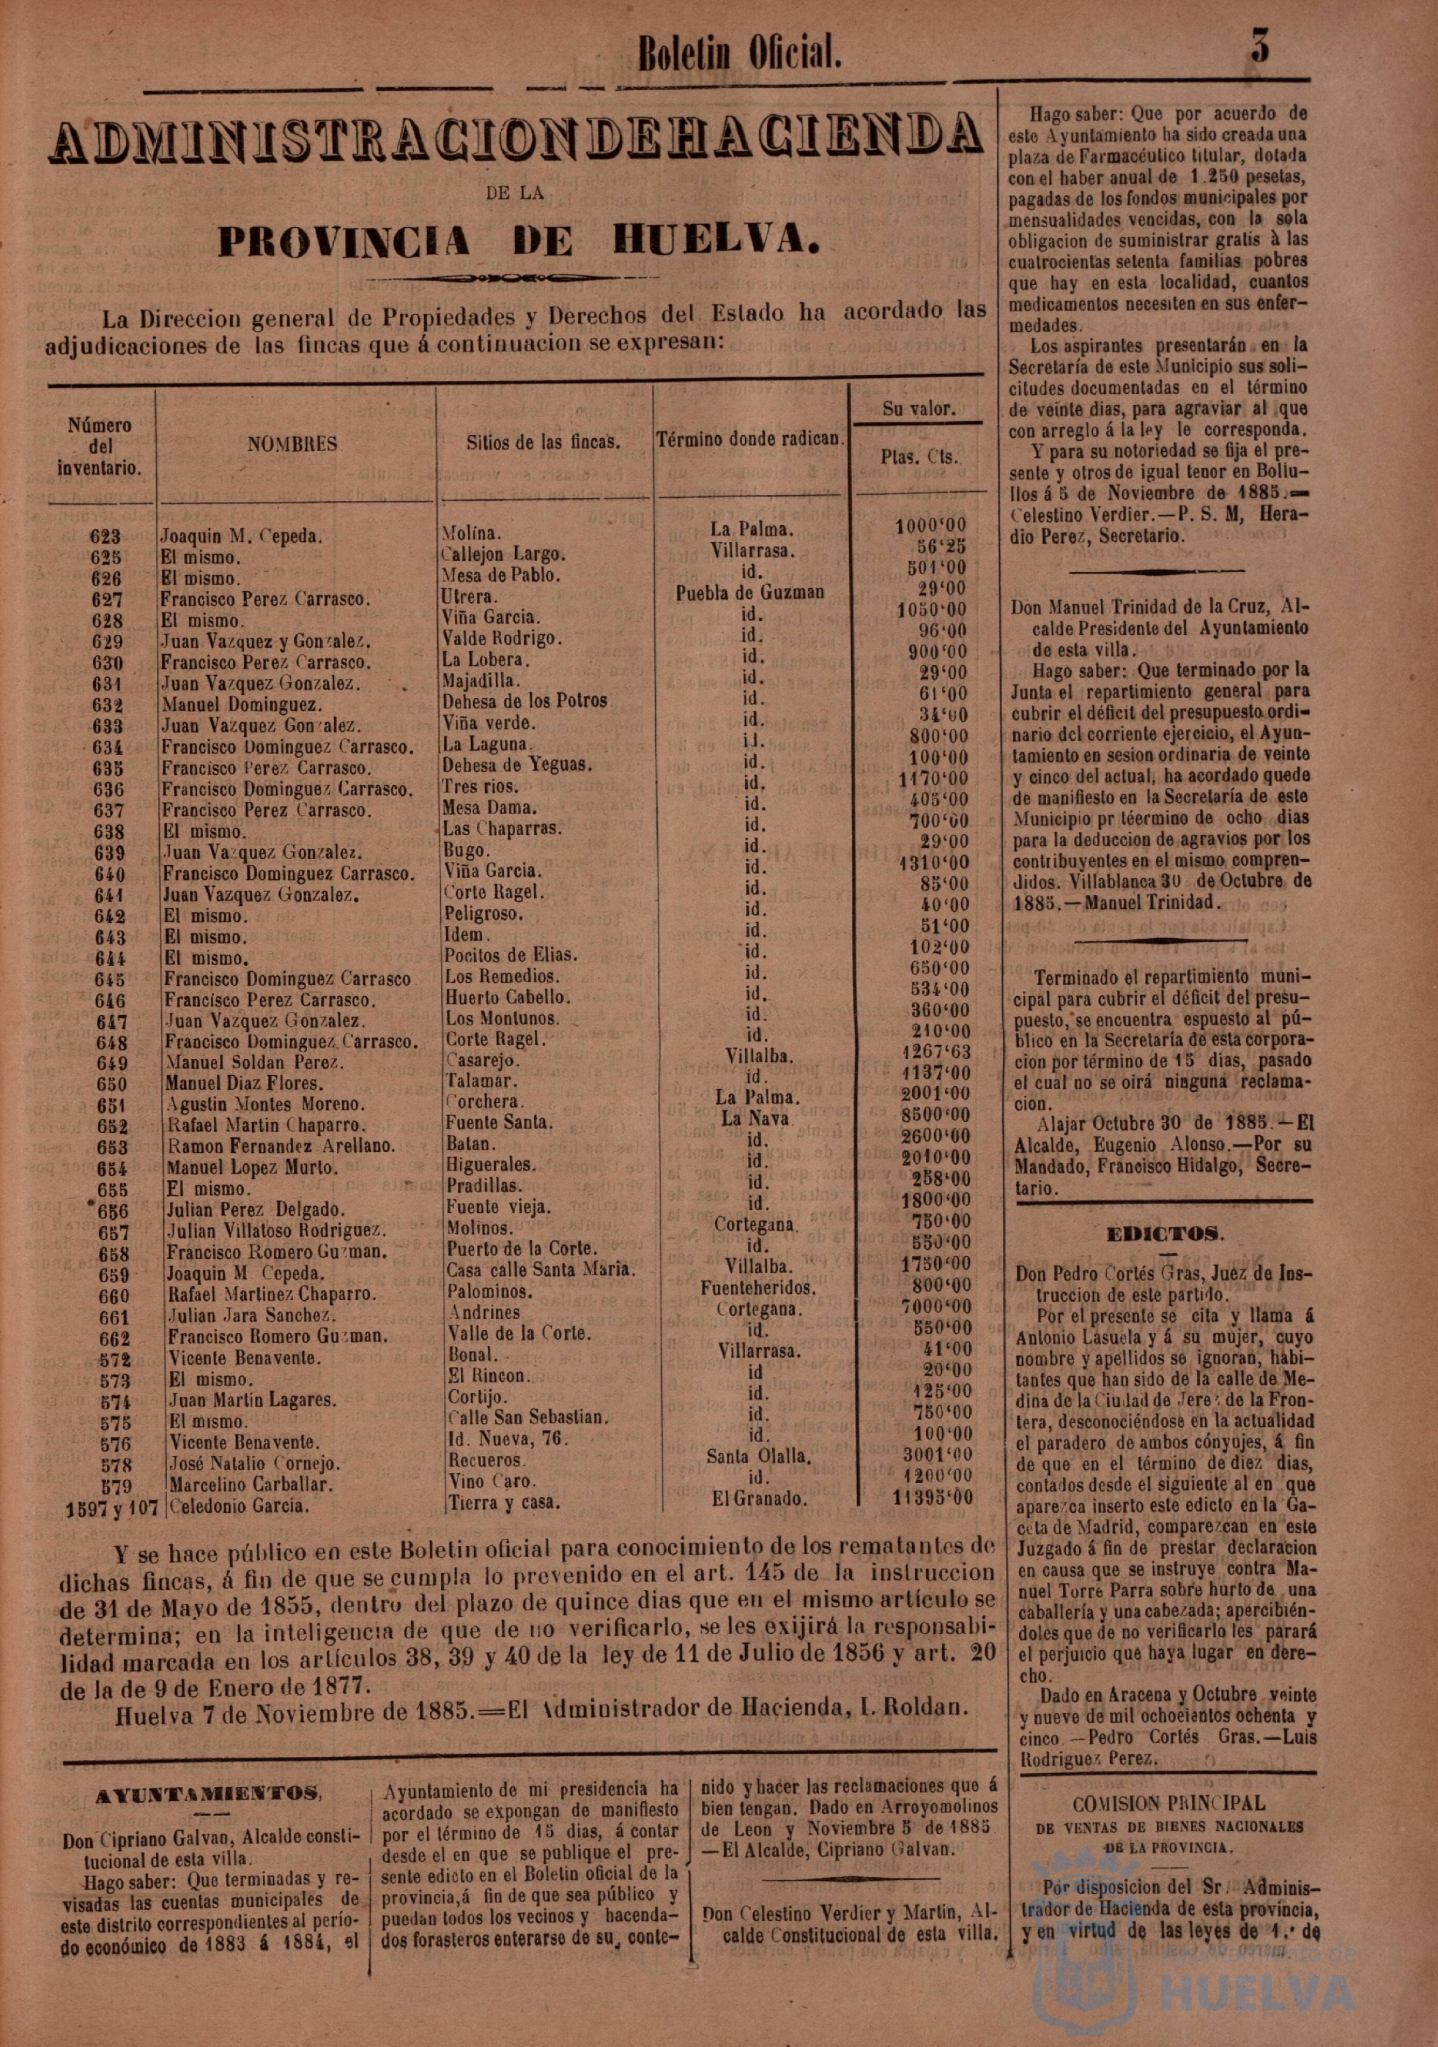 Boletin Oficial.
3
ADMINISTRACION DE HACIENDA
DE LA
PROVINCIA DE HUELVA.
La Direccion general de Propiedades y Derechos del Estado ha acordado las
adjudicaciones de las fincas que á continuacion se expresan:
Número del inventario. NOMBRES Sitios de las fincas. Término donde radican. Su valor. Ptas. Cts.
623 Joaquin M. Cepeda. Molina. La Palma. 1000‘00
625 El mismo. Callejon Largo. Villarrasa. 56‘25
626 El mismo. Mesa de Pablo. id. 501‘00
627 Francisco Perez Carrasco. Utrera. Puebla de Guzman 29‘00
628 El mismo. Viña Garcia. id. 1050‘00
629 Juan Vazquez y Gonzalez. Valde Rodrigo. id. 96‘00
630 Francisco Perez Carrasco. La Lobera. id. 900‘00
631 Juan Vazquez Gonzalez. Majadilla. id. 29‘00
632 Manuel Dominguez. Dehesa de los Potros id. 61‘00
633 Juan Vazquez Gonzalez. Viña verde. id. 34‘00
634 Francisco Dominguez Carrasco. La Laguna. id. 800‘00
635 Francisco Perez Carrasco. Dehesa de Yeguas. id. 100‘00
636 Francisco Dominguez Carrasco. Tres rios. id. 1170‘00
637 Francisco Perez Carrasco. Mesa Dama. id. 405‘00
638 El mismo. Las Chaparras. id. 700‘00
639 Juan Vazquez Gonzalez. Bugo. id. 29‘00
640 Francisco Dominguez Carrasco. Viña Garcia. id. 1310‘00
641 Juan Vazquez Gonzalez. Corte Ragel. id. 85‘00
642 El mismo. Peligroso. id. 40‘00
643 El mismo. Idem. id. 51‘00
644 El mismo. Pocitos de Elias. id. 102‘00
645 Francisco Dominguez Carrasco Los Remedios. id. 650‘00
646 Francisco Perez Carrasco. Huerto Cabello. id. 534‘00
647 Juan Vazquez Gonzalez. Los Montunos. id. 360‘00
648 Francisco Dominguez Carrasco. Corte Ragel. id. 210‘00
649 Manuel Soldan Perez. Casarejo. Villalba. 1267‘63
650 Manuel Diaz Flores. Talamar. id. 1137‘00
651 Agustin Montes Moreno. Corchera. La Palma. 2001‘00
652 Rafael Martin Chaparro. Fuente Santa. La Nava 8500‘00
653 Ramon Fernandez Arellano. Batan. id. 2600‘00
654 Manuel Lopez Murto. Higuerales. id. 2010‘00
655 El mismo. Pradillas. id. 258‘00
656 Julian Perez Delgado. Fuente vieja. id. 1800‘00
657 Julian Villatoso Rodriguez. Molinos. Cortegana. 750‘00
658 Francisco Romero Guzman. Puerto de la Corte. id. 550‘00
659 Joaquin M Cepeda. Casa calle Santa Maria. Villalba. 1750‘00
660 Rafael Martinez Chaparro. Palominos. Fuenteheridos. 800‘00
661 Julian Jara Sanchez. Andrines Cortegana. 7000‘00
662 Francisco Romero Guzman. Valle de la Corte. id. 550‘00
572 Vicente Benavente. Bonal. Villarrasa. 41‘00
573 El mismo. El Rincon. id 20‘00
574 Juan Martin Lagares. Cortijo. id. 125‘00
575 El mismo. Calle San Sebastian. id. 750‘00
576 Vicente Benavente. Id. Nueva, 76. id. 100‘00
578 José Natalio Cornejo. Recueros. Santa Olalla. 3001‘00
579 Marcelino Carballar. Vino Caro. id. 1200‘00
1597 y 107 Celedonio Garcia. Tierra y casa. El Granado. 11395‘00
Y se hace público en este Boletin oficial para conocimiento de los rematantes de
dichas fincas, á fin de que se cumpla lo prevenido en el art. 145 de la instruccion
de 31 de Mayo de 1855, dentro del plazo de quince dias que en el mismo artículo se
determina; en la inteligencia de que de no verificarlo, se les exijirá la responsabi-
lidad marcada en los artículos 38, 39 y 40 de la ley de 11 de Julio de 1856 y art. 20
de la de 9 de Enero de 1877.
Huelva 7 de Noviembre de 1885.=El Administrador de Hacienda, I. Roldan.
AYUNTAMIENTOS,
Don Cipriano Galvan, Alcalde consti-
tucional de esta villa.
Hago saber: Que terminadas y re-
visadas las cuentas municipales de
este distrito correspondientes al perío-
do económico de 1883 á 1884, el
Ayuntamiento de mi presidencia ha
acordado se expongan de manifiesto
por el término de 15 dias, á contar
desde el en que se publique el pre-
sente edicto en el Boletin oficial de la
provincia,á fin de que sea público y
puedan todos los vecinos y hacenda-
dos forasteros enterarse de su conte-
nido y hacer las reclamaciones que á
bien tengan. Dado en Arroyomolinos
de Leon y Noviembre 5 de 1885
—El Alcalde, Cipriano Galvan.
Don Celestino Verdier y Martin, Al-
calde Constitucional de esta villa.
Hago saber: Que por acuerdo de
este Ayuntamiento ha sido creada una
plaza de Farmacéutico titular, dotada
con el haber anual de 1.250 pesetas,
pagadas de los fondos municipales por
mensualidades vencidas, con la sola
obligacion de suministrar gratis à las
cuatrocientas setenta familias pobres
que hay en esta localidad, cuantos
medicamentos necesiten en sus enfer-
medades.
Los aspirantes presentarán en la
Secretaría de este Municipio sus soli-
citudes documentadas en el término
de veinte dias, para agraviar al que
con arreglo á la ley le corresponda.
Y para su notoriedad se fija el pre-
sente y otros de igual tenor en Bollu-
llos á 5 de Noviembre de 1885.=
Celestino Verdier.—P. S. M, Hera-
dio Perez, Secretario.
Don Manuel Trinidad de la Cruz, Al-
calde Presidente del Ayuntamiento
de esta villa.
Hago saber: Que terminado por la
Junta el repartimiento general para
cubrir el déficit del presupuesto ordi-
nario del corriente ejercicio, el Ayun-
tamiento en sesion ordinaria de veinte
y cinco del actual, ha acordado quede
de manifiesto en la Secretaría de este
Municipio pr téermino de ocho dias
para la deduccion de agravios por los
contribuyentes en el mismo compren-
didos. Villablanca 30 de Octubre de
1885.—Manuel Trinidad.
Terminado el repartimiento muni-
cipal para cubrir el déficit del presu-
puesto, se encuentra espuesto al pú-
blico en la Secretaría de esta corpora-
cion por término de 15 dias, pasado
el cual no se oirá ninguna reclama-
cion.
Alajar Octubre 30 de 1885.—El
Alcalde, Eugenio Alonso.—Por su
Mandado, Francisco Hidalgo, Secre-
tario.
EDICTOS.
Don Pedro Cortés Gras, Juez de Ins-
truccion de este partido.
Por el presente se cita y llama á
Antonio Lasuela y á su mujer, cuyo
nombre y apellidos se ignoran, habi-
tantes que han sido de la calle de Me-
dina de la Ciudad de Jerez de la Fron-
tera, desconociéndose en la actualidad
el paradero de ambos cónyujes, á fin
de que en el término de diez dias,
contados desde el siguiente al en que
aparezca inserto este edicto en la Ga-
ceta de Madrid, comparezcan en este
Juzgado á fin de prestar declaracion
en causa que se instruye contra Ma-
nuel Torre Parra sobre hurto de una
caballería y una cabezada; apercibién-
doles que de no verificarlo les parará
el perjuicio que haya lugar en dere-
cho.
Dado en Aracena y Octubre veinte
y nueve de mil ochocientos ochenta y
cinco.—Pedro Cortés Gras.—Luis
Rodriguez Perez.
COMISION PRINCIPAL
DE VENTAS DE BIENES NACIONALES
DE LA PROVINCIA.
Por disposicion del Sr. Adminis-
trador de Hacienda de esta provincia,
y en virtud de las leyes de 1.° de
HUELVA